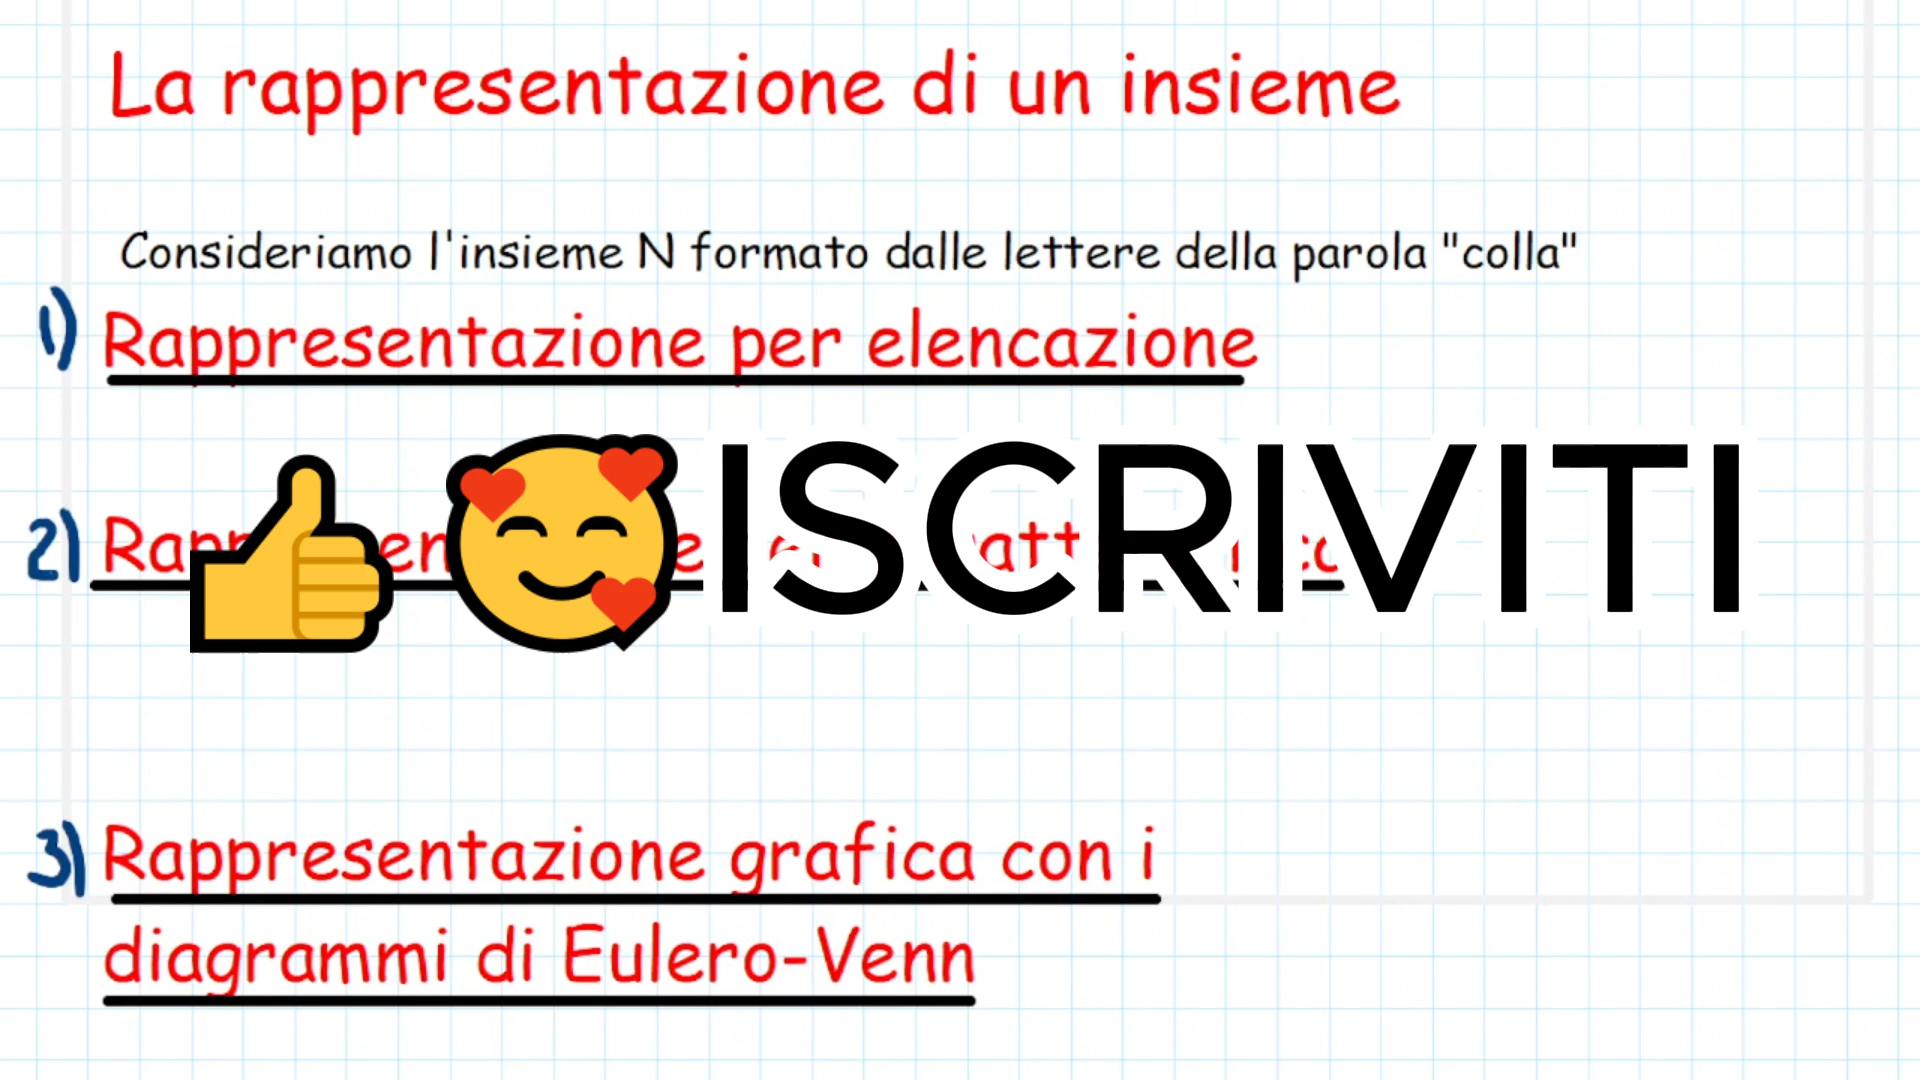 La rappresentazione di un insieme
Consideriamo l'insieme N formato dalle lettere della parola "colla"
1) Rappresentazione per elencazione
ISCRIVITI
2)
3) Rappresentazione grafica con i
diagrammi di Eulero-Venn